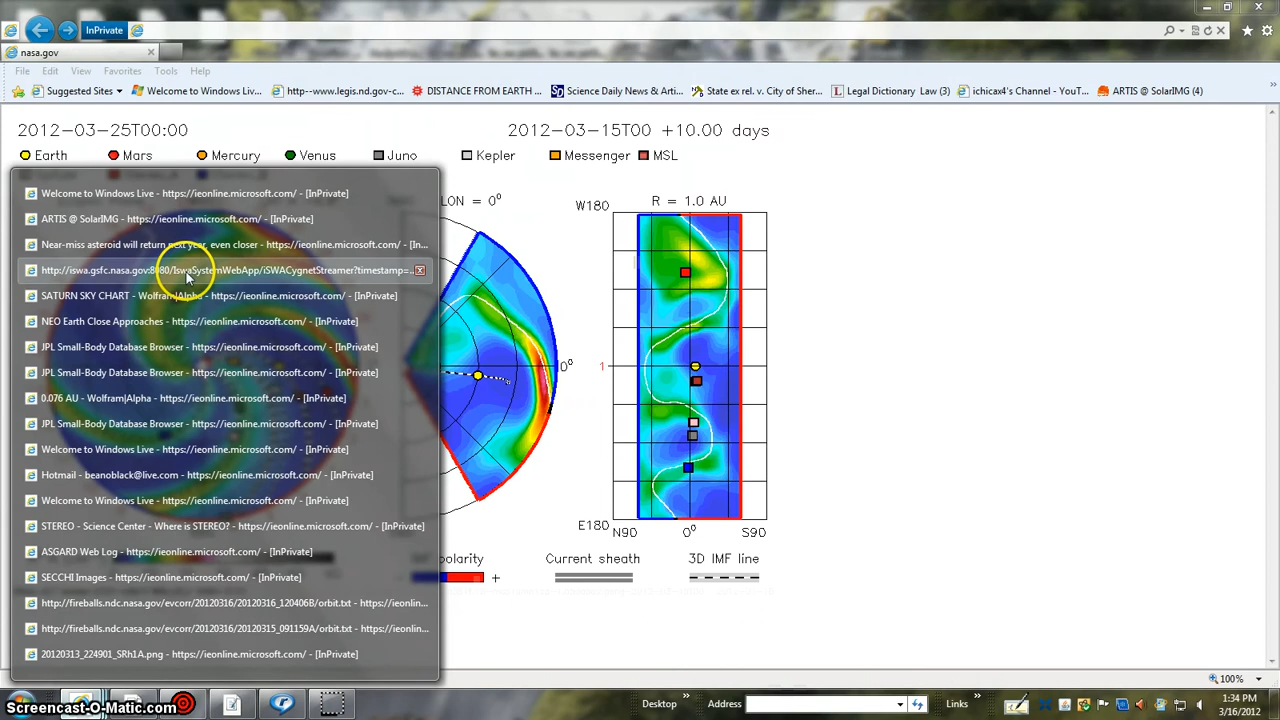 InPrivate
nasa.gov
File Edit View Favorites Tools Help
Suggested Sites Welcome to Windows Liv... http--www.legis.nd.gov-c... DISTANCE FROM EARTH ... Science Daily News & Arti... State ex rel. v. City of Sher... Legal Dictionary Law (3) ichicax4's Channel - YouT... ARTIS @ SolarIMG (4)
2012-03-25T00:00 2012-03-15T00 +10.00 days
Earth Mars Mercury Venus Juno Kepler Messenger MSL
Welcome to Windows Live - https://ieonline.microsoft.com/ - [InPrivate]
ARTIS @ SolarIMG - https://ieonline.microsoft.com/ - [InPrivate]
Near-miss asteroid will return next year, even closer - https://ieonline.microsoft.com/ - [In...
http://iswa.gsfc.nasa.gov:8080/IswaSystemWebApp/iSWACygnetStreamer?timestamp=...
SATURN SKY CHART - Wolfram|Alpha - https://ieonline.microsoft.com/ - [InPrivate]
NEO Earth Close Approaches - https://ieonline.microsoft.com/ - [InPrivate]
JPL Small-Body Database Browser - https://ieonline.microsoft.com/ - [InPrivate]
JPL Small-Body Database Browser - https://ieonline.microsoft.com/ - [InPrivate]
0.076 AU - Wolfram|Alpha - https://ieonline.microsoft.com/ - [InPrivate]
JPL Small-Body Database Browser - https://ieonline.microsoft.com/ - [InPrivate]
Welcome to Windows Live - https://ieonline.microsoft.com/ - [InPrivate]
Hotmail - beanoblack@live.com - https://ieonline.microsoft.com/ - [InPrivate]
Welcome to Windows Live - https://ieonline.microsoft.com/ - [InPrivate]
STEREO - Science Center - Where is STEREO? - https://ieonline.microsoft.com/ - [InPrivate]
ASGARD Web Log - https://ieonline.microsoft.com/ - [InPrivate]
SECCHI Images - https://ieonline.microsoft.com/ - [InPrivate]
http://fireballs.ndc.nasa.gov/evcorr/20120316/20120316_120406B/orbit.txt - https://ieonlin...
http://fireballs.ndc.nasa.gov/evcorr/20120316/20120315_091159A/orbit.txt - https://ieonlin...
20120313_224901_SRh1A.png - https://ieonline.microsoft.com/ - [InPrivate]
LON = 0°
0°
W180 R = 1.0 AU
1
E180
N90 0° S90
olarity Current sheath 3D IMF line
+
100%
Screencast-O-Matic.com
Desktop » Address Links »
1:34 PM
3/16/2012